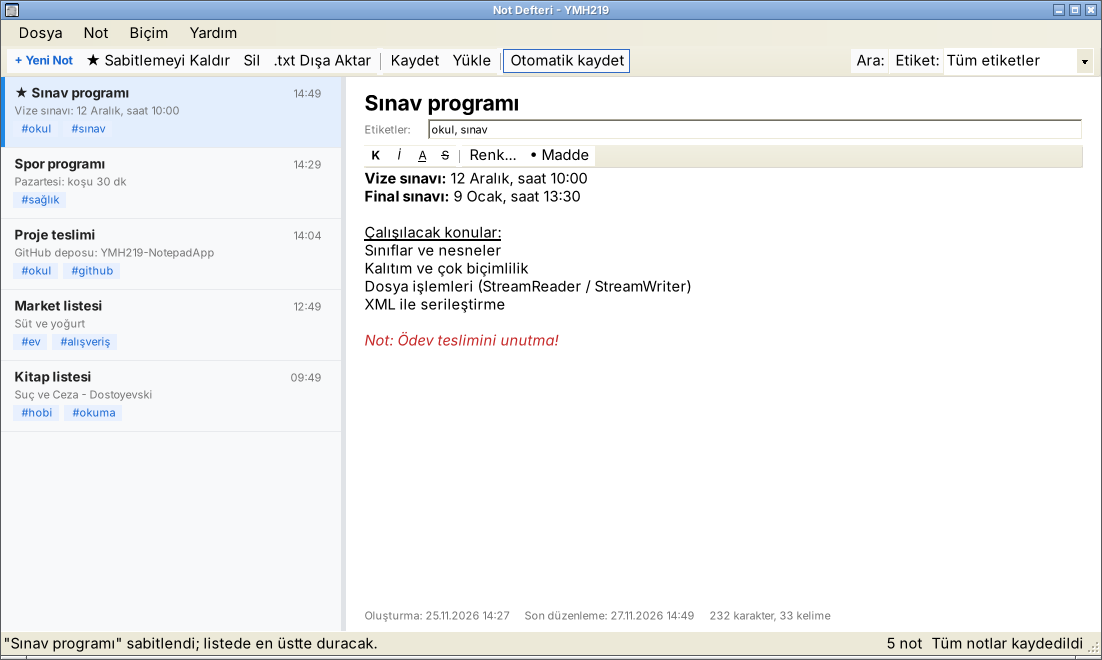 Not Defteri - YMH219
Dosya Not Biçim Yardım
+ Yeni Not ★ Sabitlemeyi Kaldır Sil .txt Dışa Aktar Kaydet Yükle Otomatik kaydet Ara: Etiket: Tüm etiketler
★ Sınav programı 14:49
Vize sınavı: 12 Aralık, saat 10:00
#okul #sınav
Spor programı 14:29
Pazartesi: koşu 30 dk
#sağlık
Proje teslimi 14:04
GitHub deposu: YMH219-NotepadApp
#okul #github
Market listesi 12:49
Süt ve yoğurt
#ev #alışveriş
Kitap listesi 09:49
Suç ve Ceza - Dostoyevski
#hobi #okuma
Sınav programı
Etiketler: okul, sınav
K İ A S Renk... • Madde
Vize sınavı: 12 Aralık, saat 10:00
Final sınavı: 9 Ocak, saat 13:30
Çalışılacak konular:
Sınıflar ve nesneler
Kalıtım ve çok biçimlilik
Dosya işlemleri (StreamReader / StreamWriter)
XML ile serileştirme
Not: Ödev teslimini unutma!
Oluşturma: 25.11.2026 14:27 Son düzenleme: 27.11.2026 14:49 232 karakter, 33 kelime
"Sınav programı" sabitlendi; listede en üstte duracak. 5 not Tüm notlar kaydedildi